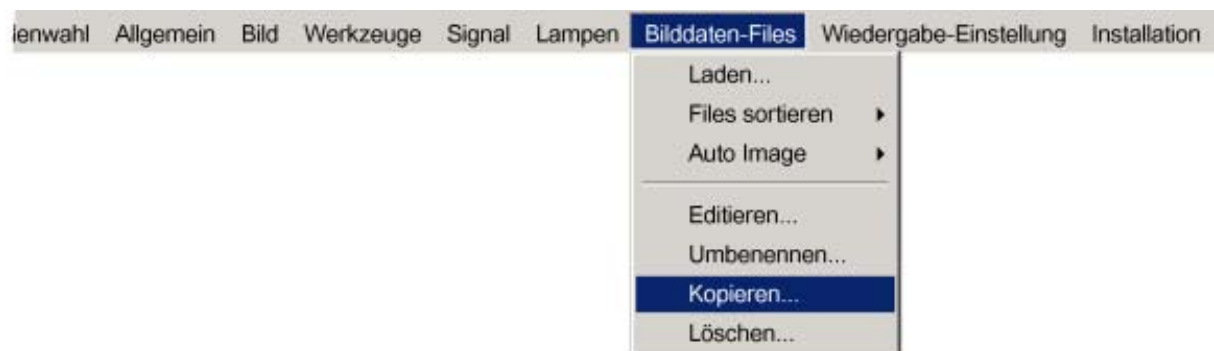 Allgemein Bild Werkzeuge Signal Lampen Bilddaten-Files Wiedergabe-Einstellung Installation
Laden...
Files sortieren
Auto Image
Editieren...
Umbenennen...
Kopieren...
Löschen...